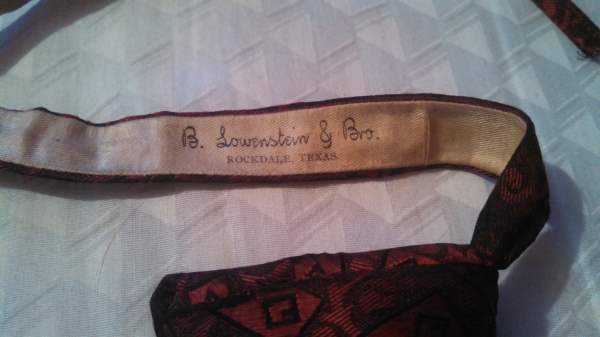 B. Lowenstein & Bro.
ROCKDALE, TEXAS